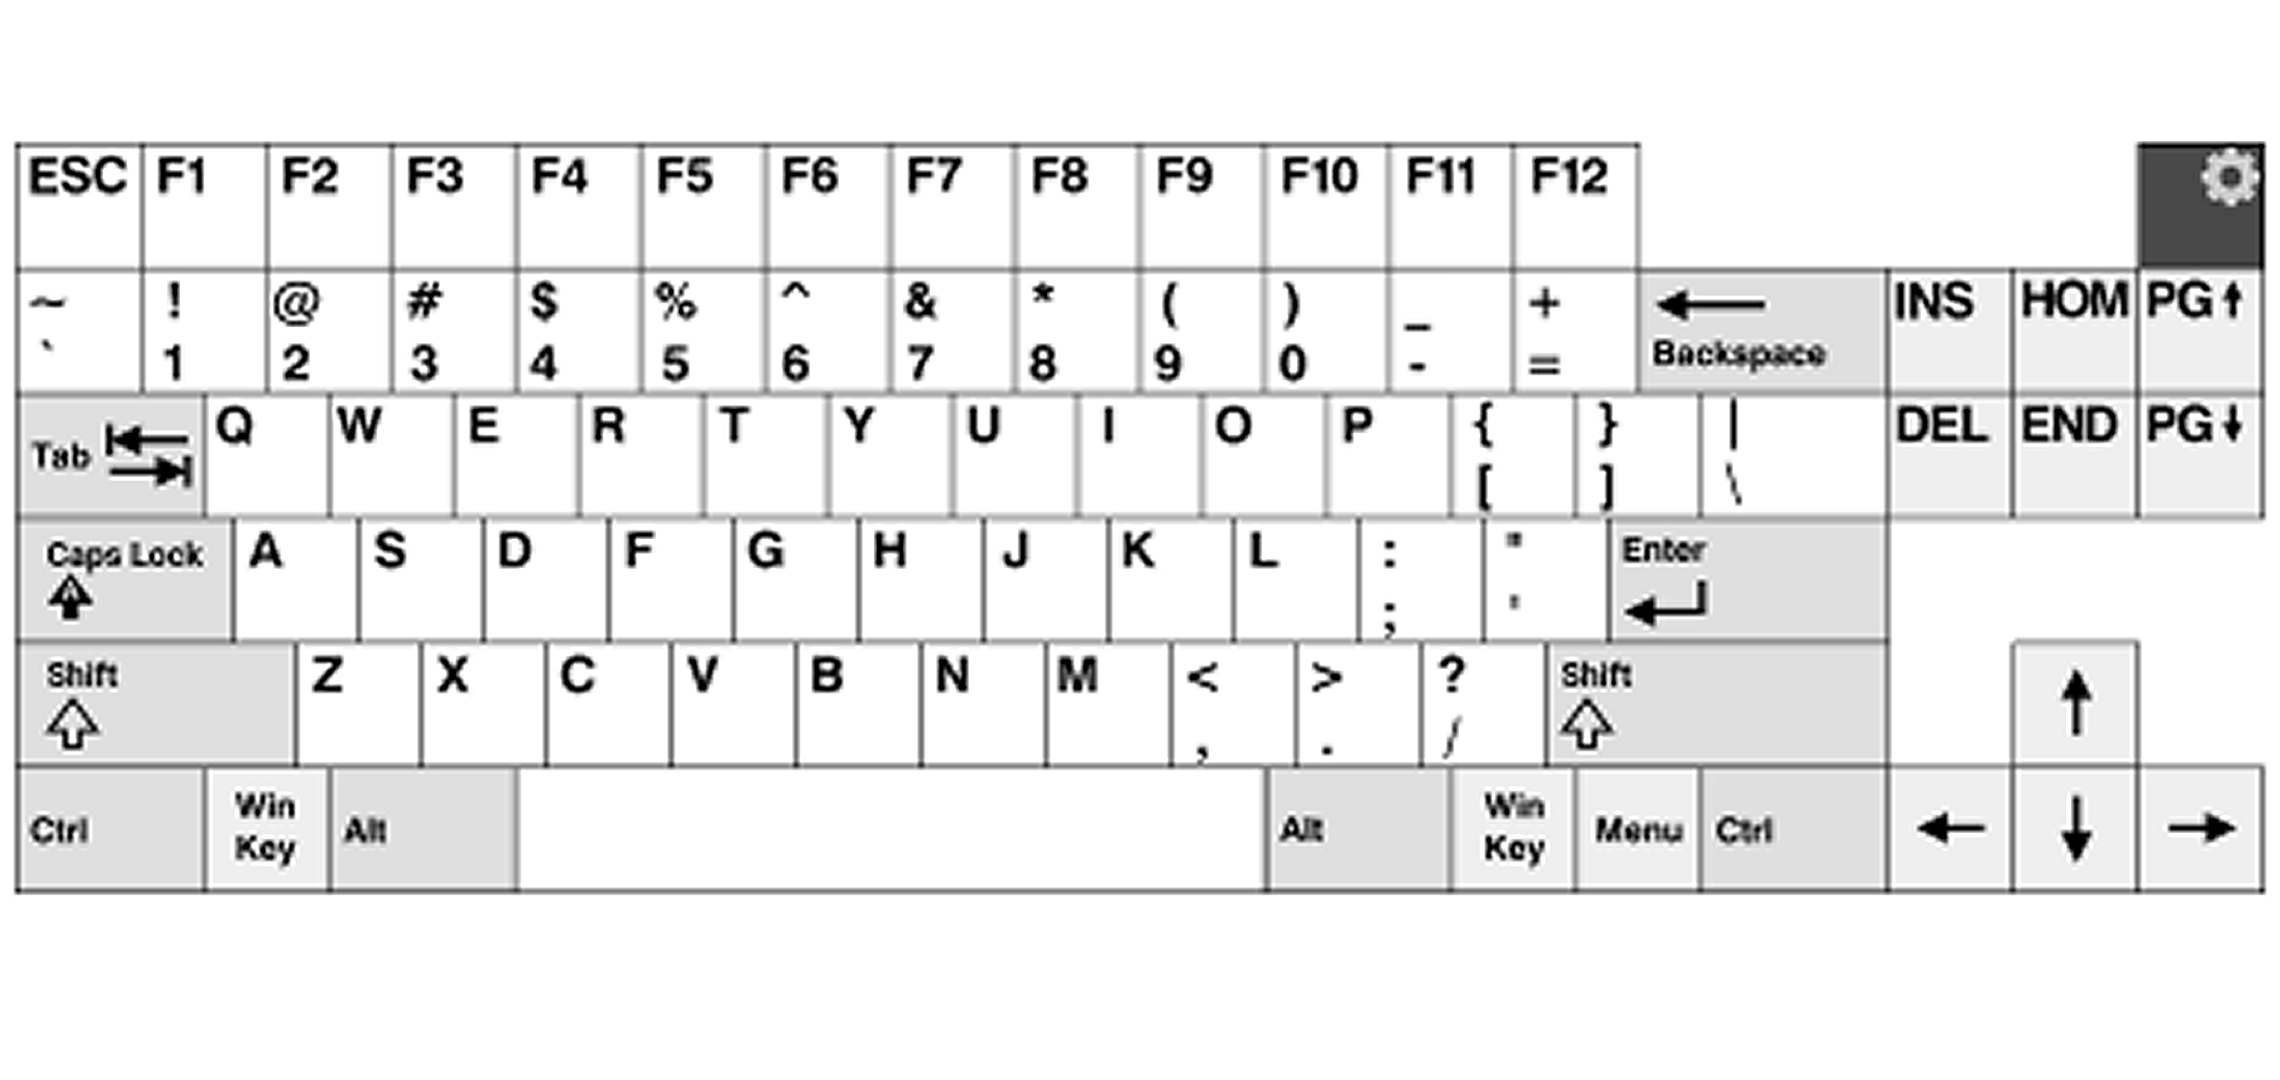 ESC F1 F2 F3 F4 F5 F6 F7 F8 F9 F10 F11 F12
~ ! @ # $ % ^ & * ( ) _ + INS HOM PG
` 1 2 3 4 5 6 7 8 9 0 - = Backspace
Q W E R T Y U I O P { } | DEL END PG
Tab [ ] \
Caps Lock A S D F G H J K L : " Enter
; '
Shift Z X C V B N M < > ? Shift
, . /
Ctrl Win Key Alt Alt Win Key Menu Ctrl